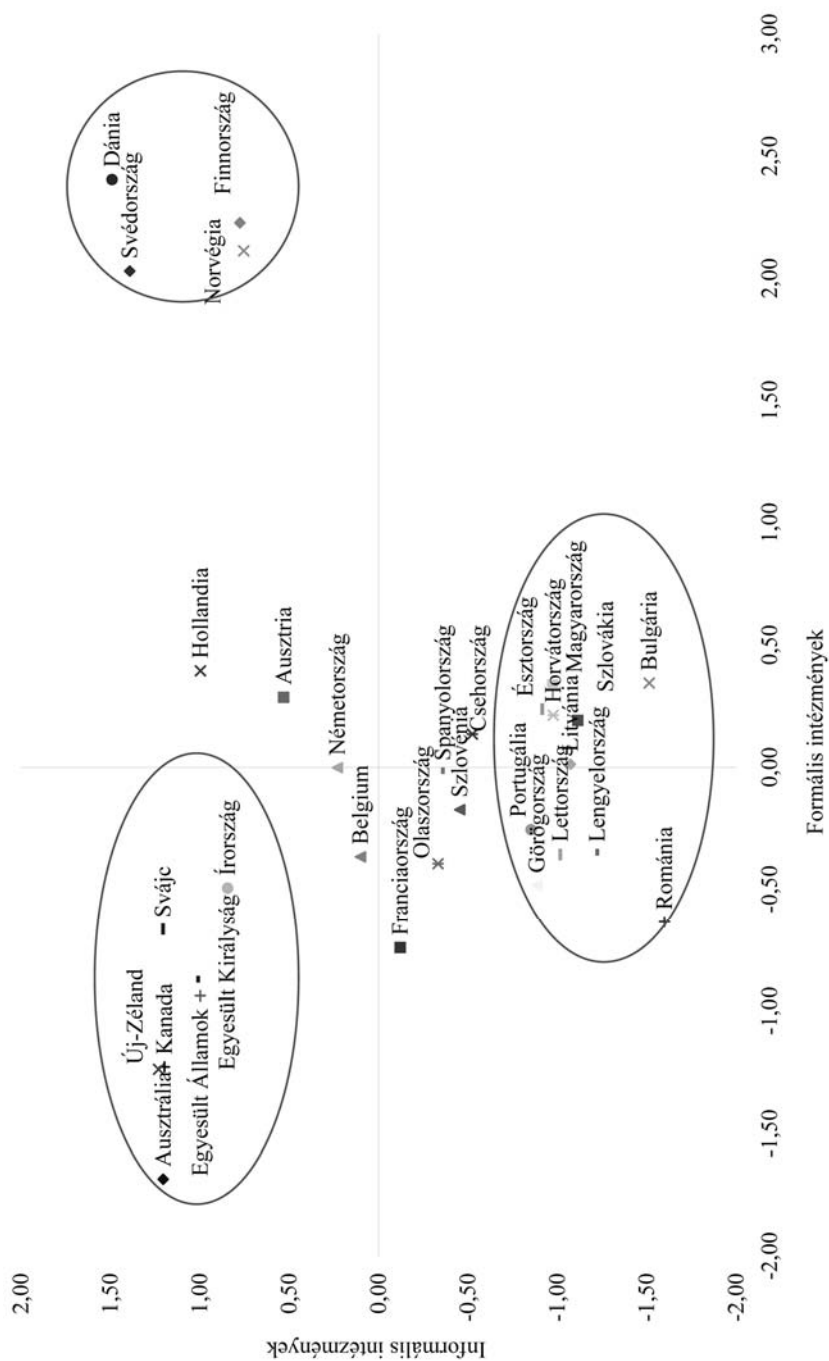 Informális intézmények
2,00
1,00
0,50
0,00
-0,50
-1,00
-1,50
-2,00
-2,00
-1,50
-1,00
-0,50
0,00
0,50
1,00
1,50
2,00
2,50
3,00
Formális intézmények
Dánia
Svédország
Finnország
Norvégia
Hollandia
Ausztria
Németország
Belgium
Új-Zéland
Svájc
Ausztrália
Kanada
Egyesült Államok
Egyesült Királyság
Írország
Franciaország
Olaszország
Spanyolország
Szlovénia
Csehország
Portugália
Észtország
Görögország
Horvátország
Lettország
Litvánia
Magyarország
Lengyelország
Szlovákia
Bulgária
Románia